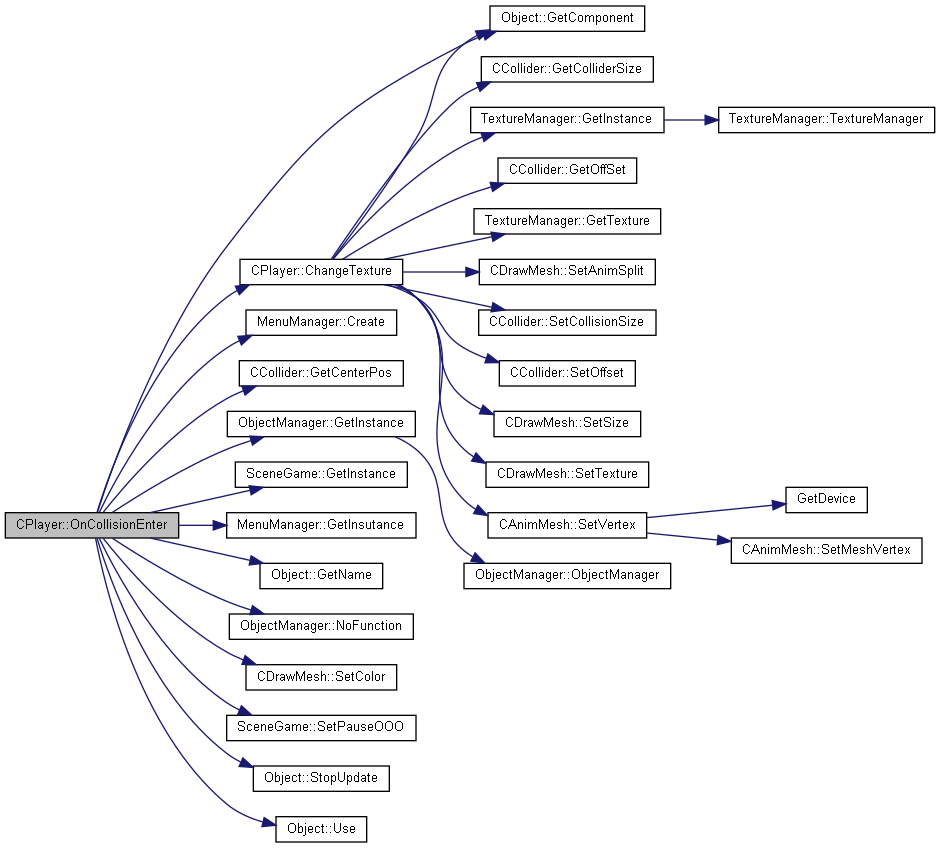 Object::GetComponent
CCollider::GetColliderSize
TextureManager::GetInstance
TextureManager::TextureManager
CCollider::GetOffSet
TextureManager::GetTexture
CPlayer::ChangeTexture
CDrawMesh::SetAnimSplit
MenuManager::Create
CCollider::SetCollisionSize
CCollider::GetCenterPos
CCollider::SetOffset
ObjectManager::GetInstance
CDrawMesh::SetSize
SceneGame::GetInstance
CDrawMesh::SetTexture
GetDevice
CPlayer::OnCollisionEnter
MenuManager::GetInsutance
CAnimMesh::SetVertex
CAnimMesh::SetMeshVertex
Object::GetName
ObjectManager::ObjectManager
ObjectManager::NoFunction
CDrawMesh::SetColor
SceneGame::SetPauseOOO
Object::StopUpdate
Object::Use